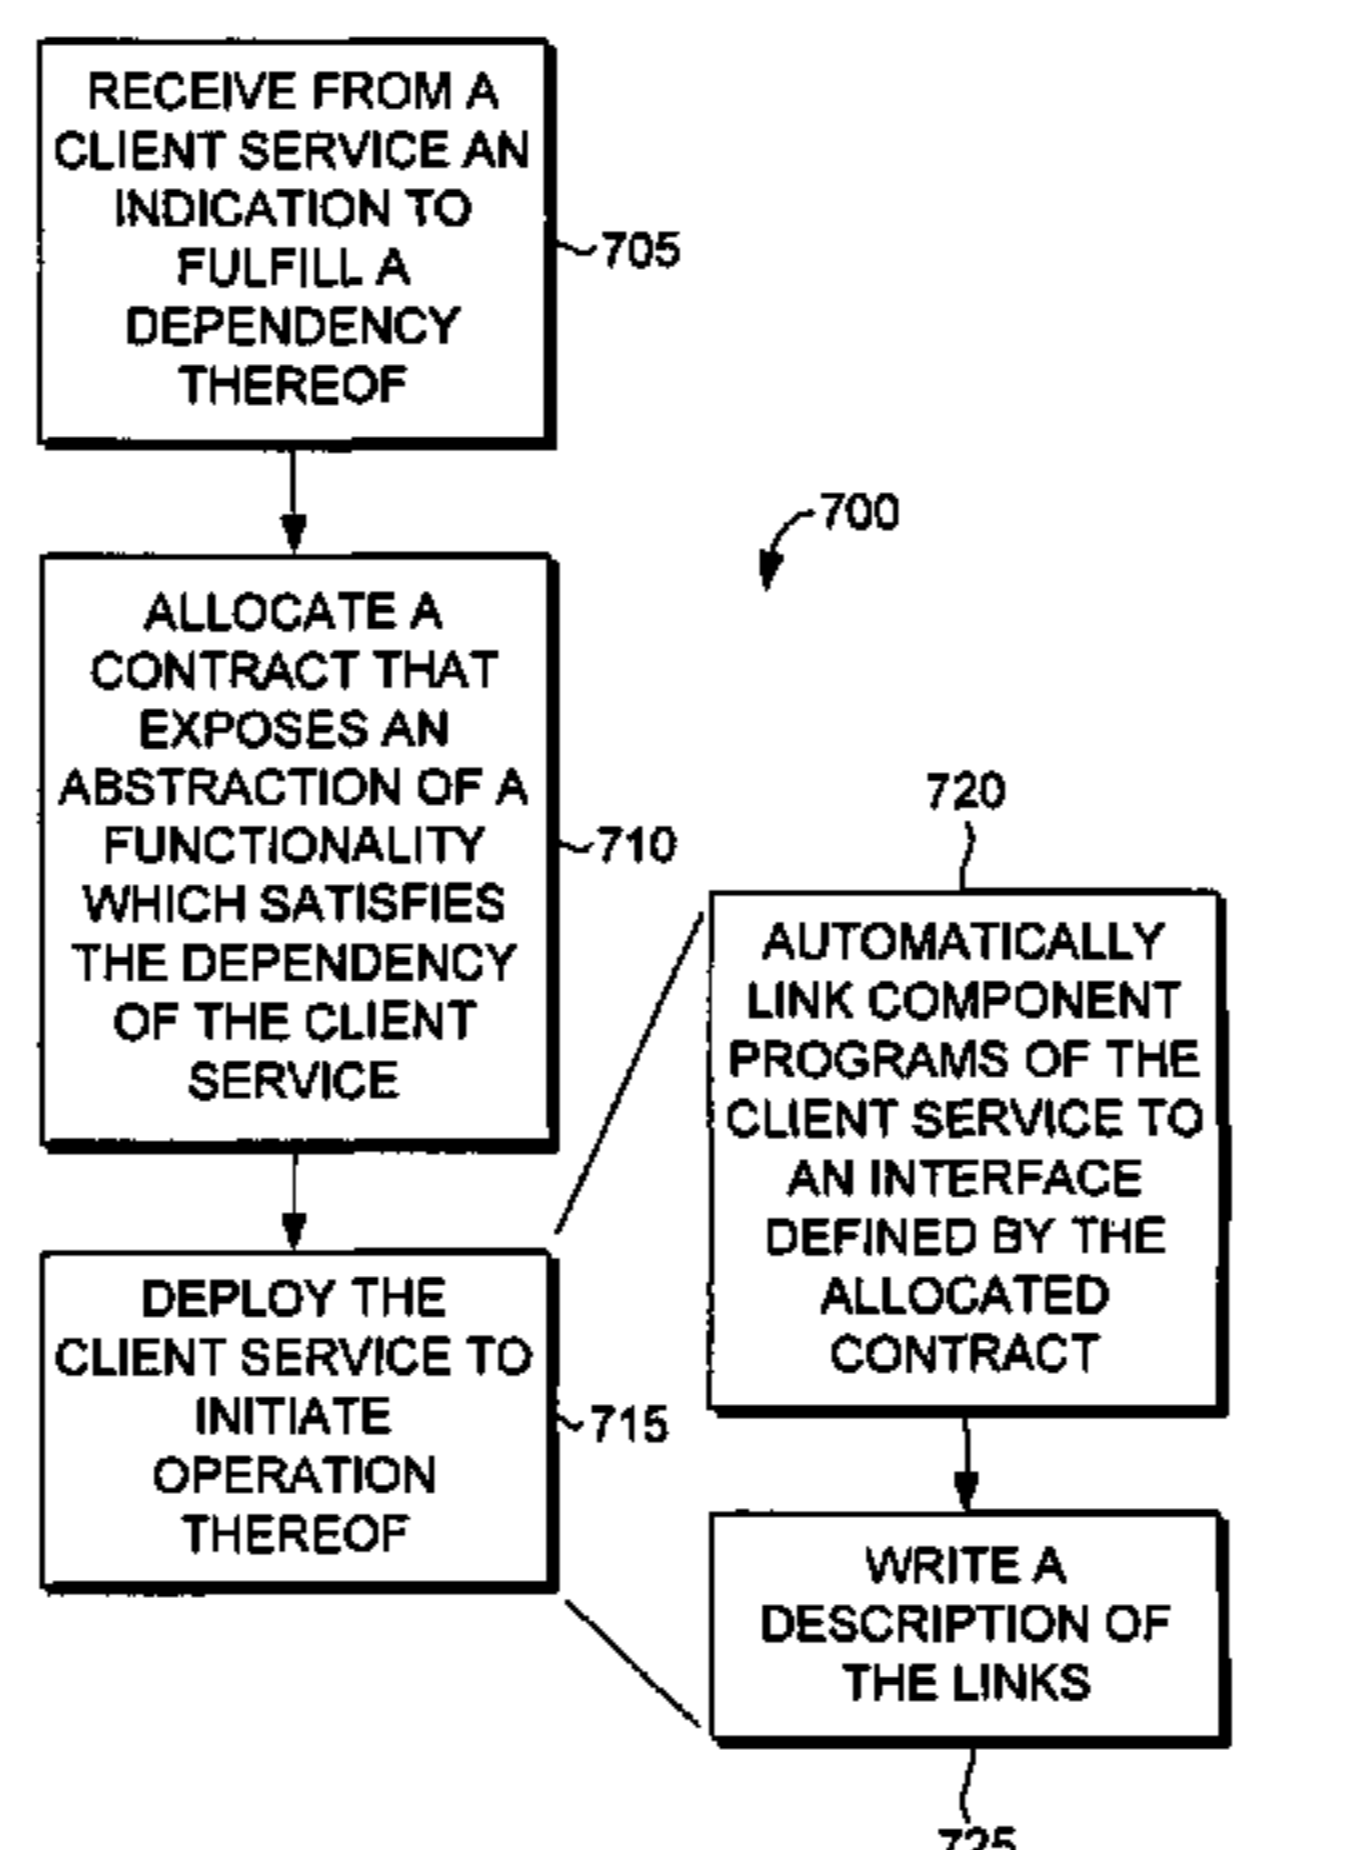 RECEIVE FROM A
CLIENT SERVICE AN
INDICATION TO
FULFILL A
DEPENDENCY
THEREOF
705
700
ALLOCATE A
CONTRACT THAT
EXPOSES AN
ABSTRACTION OF A
FUNCTIONALITY
WHICH SATISFIES
THE DEPENDENCY
OF THE CLIENT
SERVICE
710
DEPLOY THE
CLIENT SERVICE TO
INITIATE
OPERATION
THEREOF
715
720
AUTOMATICALLY
LINK COMPONENT
PROGRAMS OF THE
CLIENT SERVICE TO
AN INTERFACE
DEFINED BY THE
ALLOCATED
CONTRACT
WRITE A
DESCRIPTION OF
THE LINKS
725